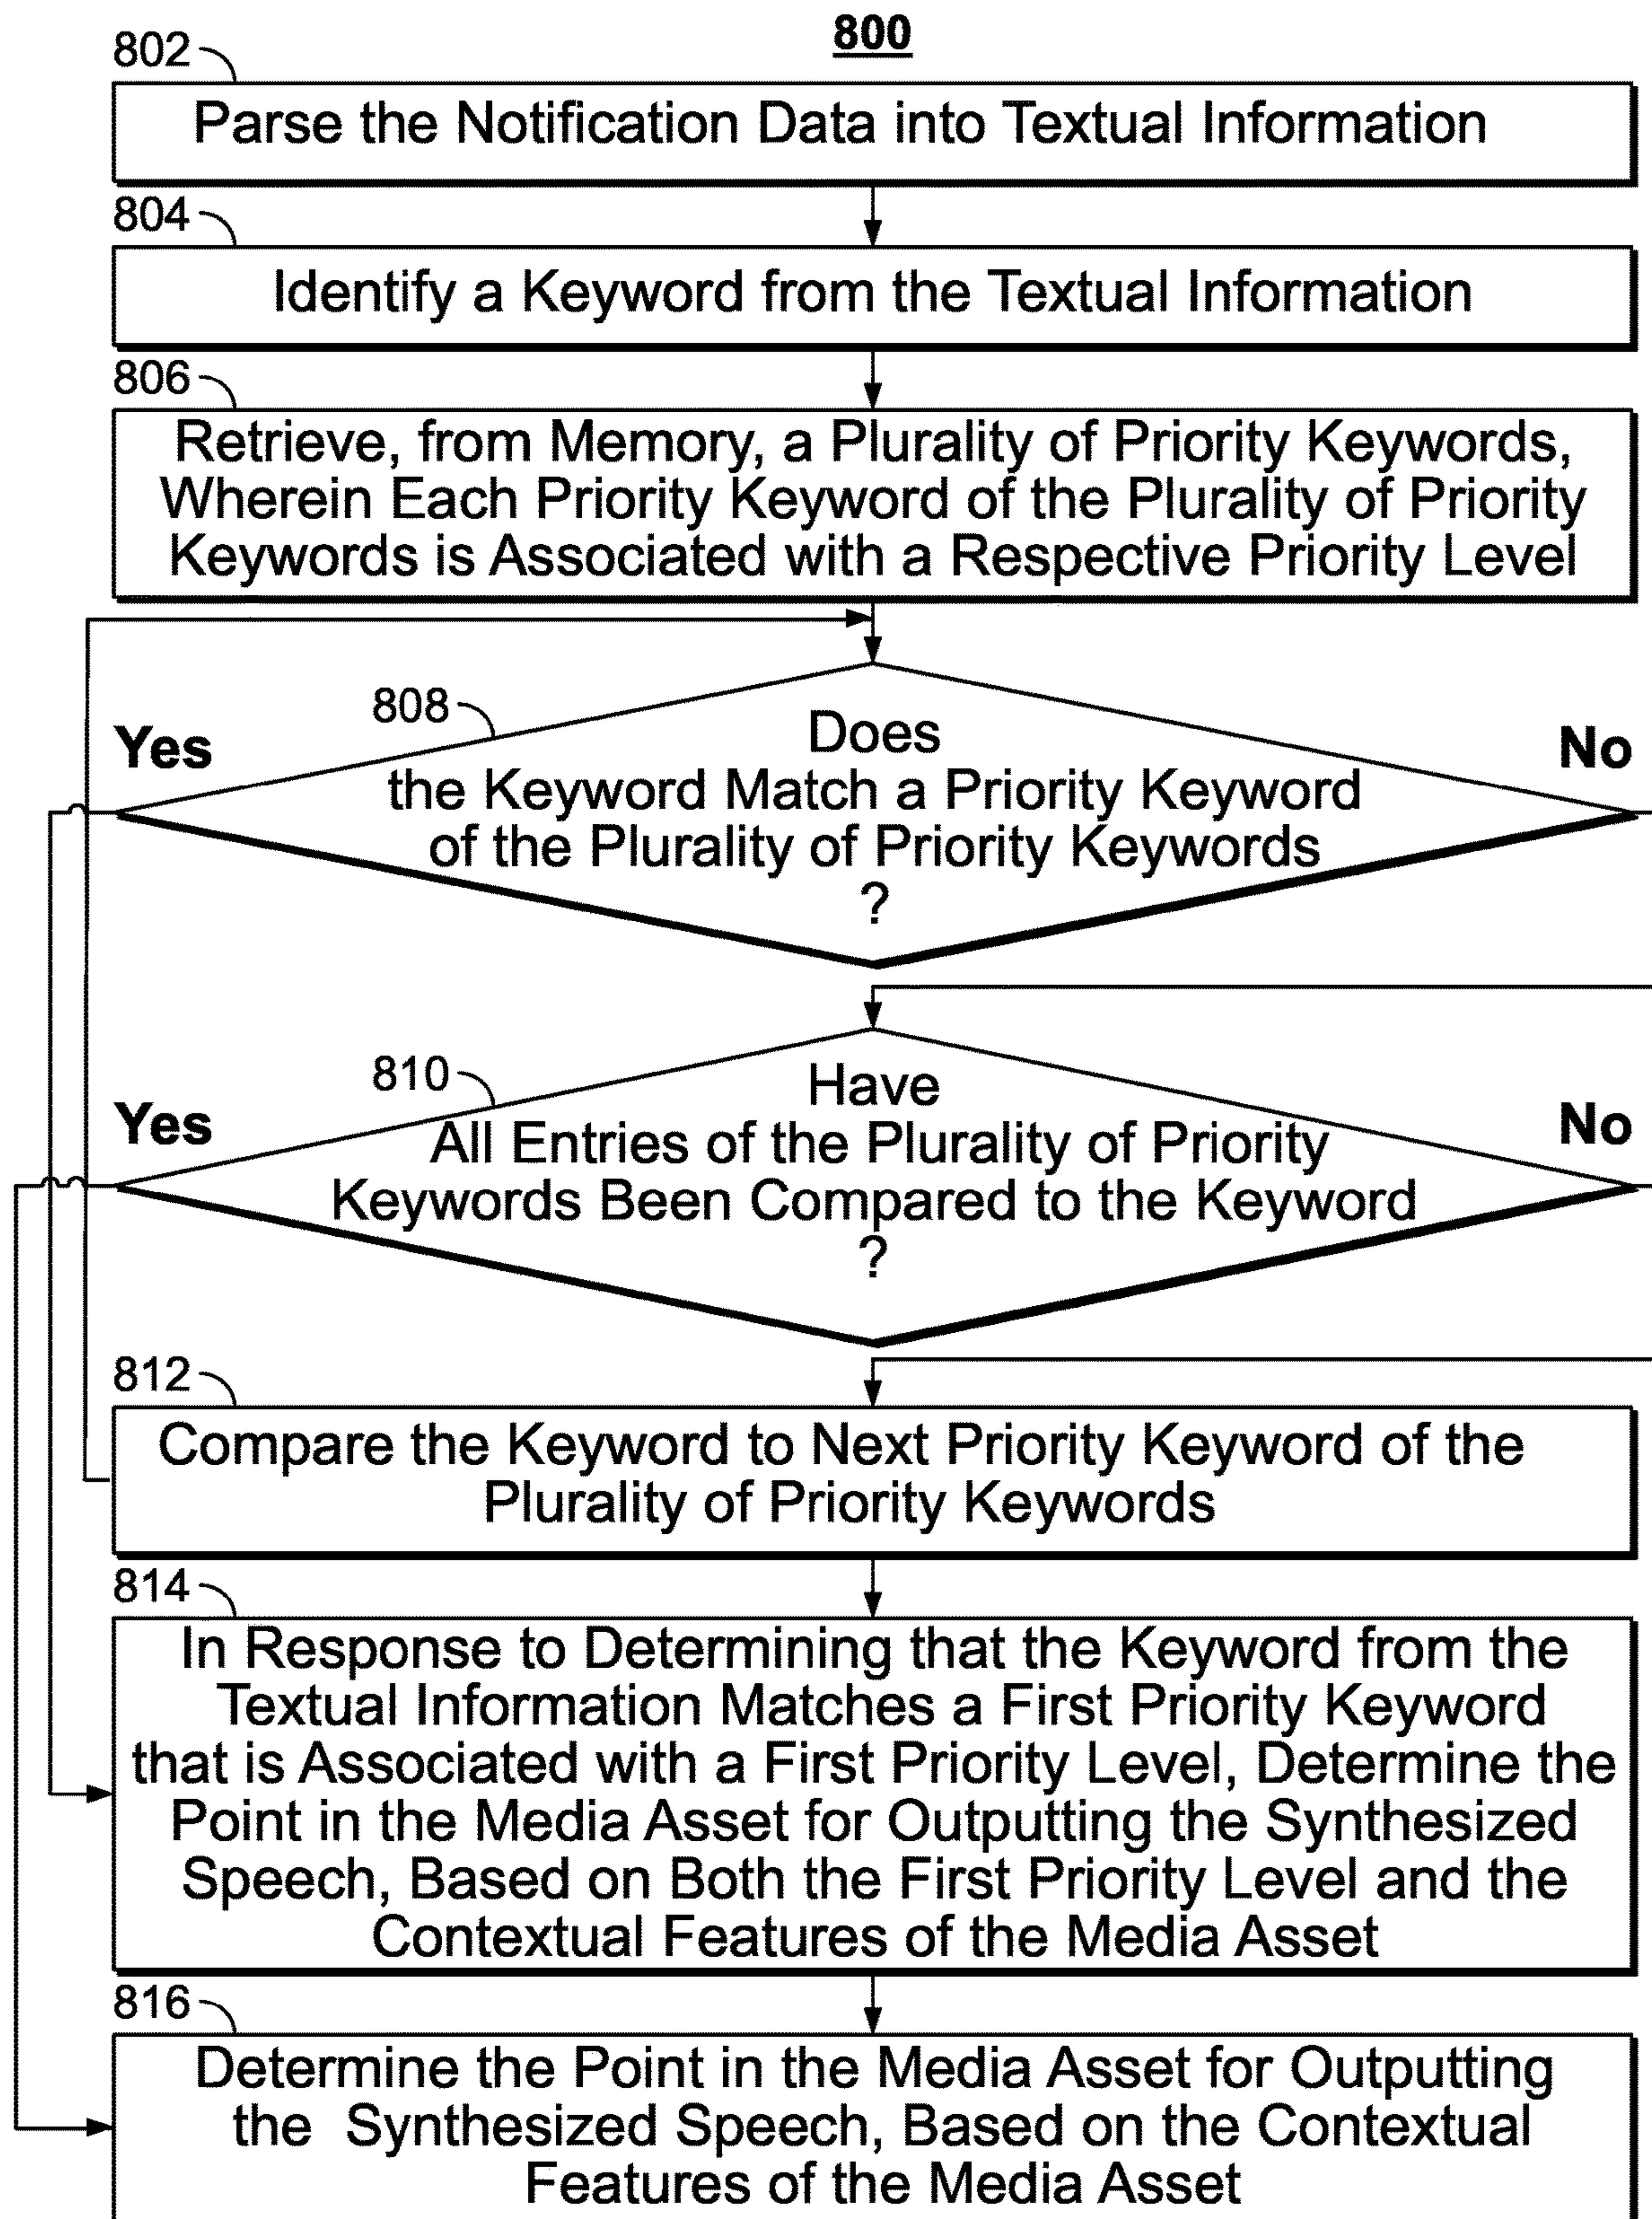 800
802
Parse the Notification Data into Textual Information
804
Identify a Keyword from the Textual Information
806
Retrieve, from Memory, a Plurality of Priority Keywords,
Wherein Each Priority Keyword of the Plurality of Priority
Keywords is Associated with a Respective Priority Level
808
Yes
No
Does
the Keyword Match a Priority Keyword
of the Plurality of Priority Keywords
?
810
Yes
No
Have
All Entries of the Plurality of Priority
Keywords Been Compared to the Keyword
?
812
Compare the Keyword to Next Priority Keyword of the
Plurality of Priority Keywords
814
In Response to Determining that the Keyword from the
Textual Information Matches a First Priority Keyword
that is Associated with a First Priority Level, Determine the
Point in the Media Asset for Outputting the Synthesized
Speech, Based on Both the First Priority Level and the
Contextual Features of the Media Asset
816
Determine the Point in the Media Asset for Outputting
the Synthesized Speech, Based on the Contextual
Features of the Media Asset